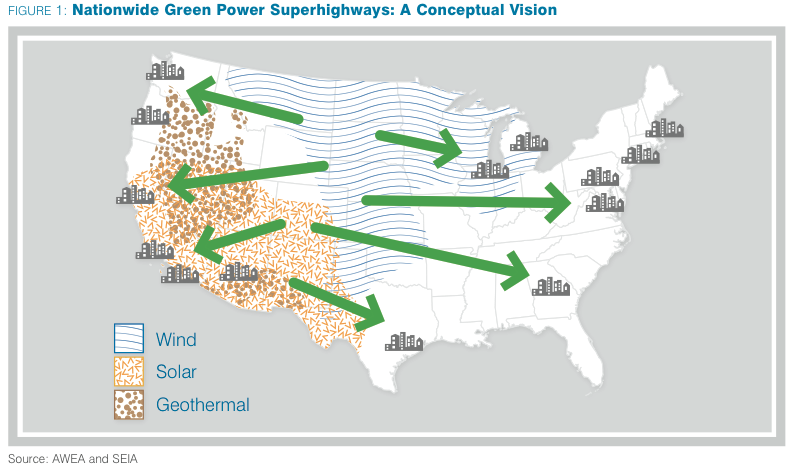 FIGURE 1: Nationwide Green Power Superhighways: A Conceptual Vision
Wind
Solar
Geothermal
Source: AWEA and SEIA